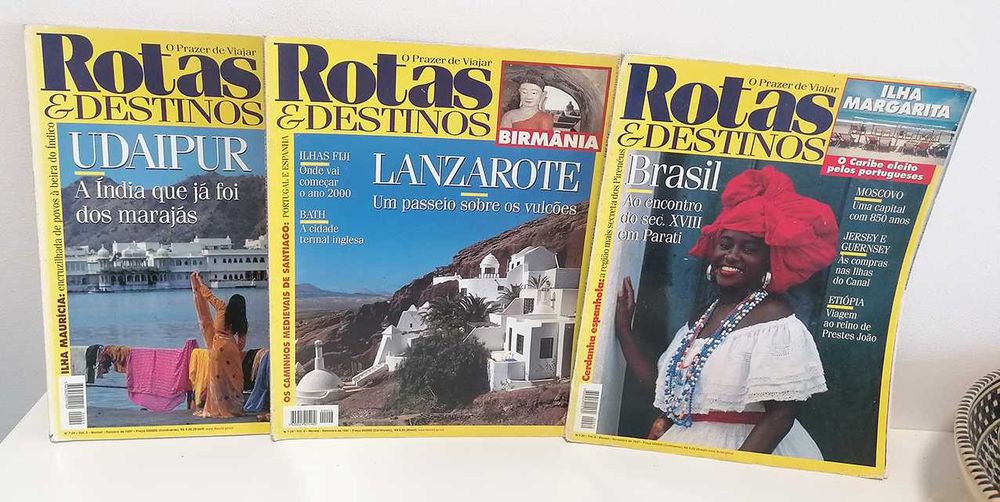 O Prazer de Viajar
Rotas
& DESTINOS
UDAIPUR
A Índia que já foi
dos marajás
ILHA MAURÍCIA: encruzilhada de povos à beira do Índico
O Prazer de Viajar
Rotas
& DESTINOS
BIRMÂNIA
ILHAS FIJI
Onde vai
começar
o ano 2000
BATH
A cidade
termal inglesa
LANZAROTE
Um passeio sobre os vulcões
OS CAMINHOS MEDIEVAIS DE SANTIAGO: PORTUGAL E ESPANHA
O Prazer de Viajar
Rotas
& DESTINOS
ILHA
MARGARITA
O Caribe eleito
pelos portugueses
Brasil
Ao encontro
do sec. XVIII
em Parati
MOSCOVO
Uma capital
com 850 anos
JERSEY E
GUERNSEY
As compras
nas Ilhas
do Canal
ETIÓPIA
Viagem
ao reino de
Prestes João
Cerdanha espanhola: a região mais secreta dos Pirenéus